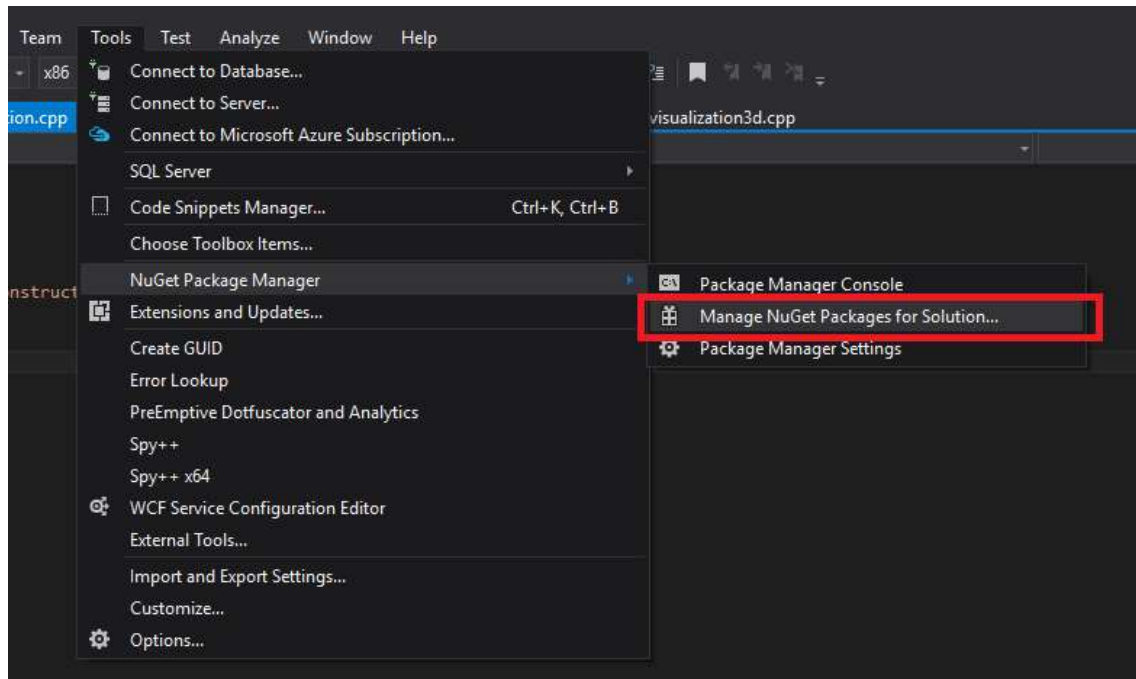 Team Tools Test Analyze Window Help
x86
tion.cpp
visualization3d.cpp
Connect to Database...
Connect to Server...
Connect to Microsoft Azure Subscription...
SQL Server
Code Snippets Manager... Ctrl+K, Ctrl+B
Choose Toolbox Items...
NuGet Package Manager
nstruct
Extensions and Updates...
Create GUID
Error Lookup
PreEmptive Dotfuscator and Analytics
Spy++
Spy++ x64
WCF Service Configuration Editor
External Tools...
Import and Export Settings...
Customize...
Options...
Package Manager Console
Manage NuGet Packages for Solution...
Package Manager Settings